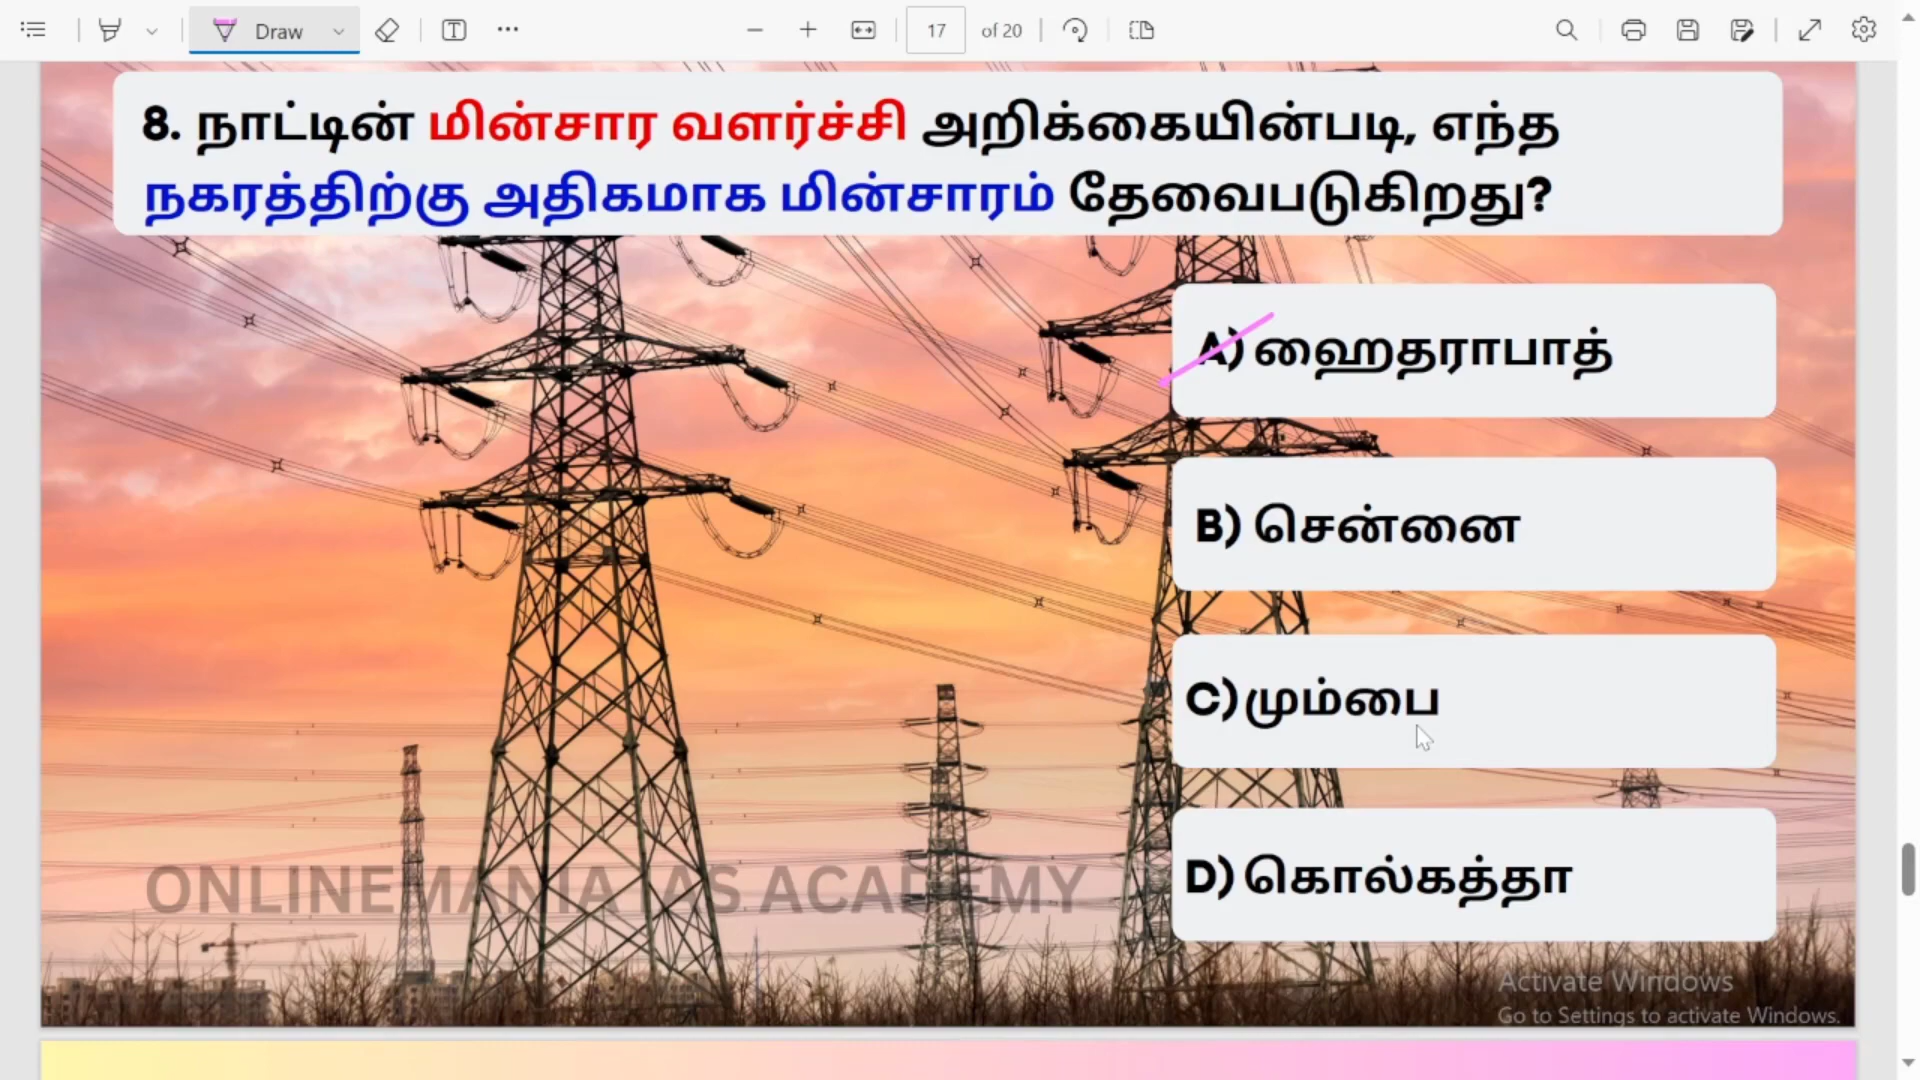 Draw
17 of 20
8. நாட்டின் மின்சார வளர்ச்சி அறிக்கையின்படி, எந்த
நகரத்திற்கு அதிகமாக மின்சாரம் தேவைபடுகிறது?
A) ஹைதராபாத்
B) சென்னை
C) மும்பை
D) கொல்கத்தா
ONLINEMANIA IAS ACADEMY
Activate Windows
Go to Settings to activate Windows.